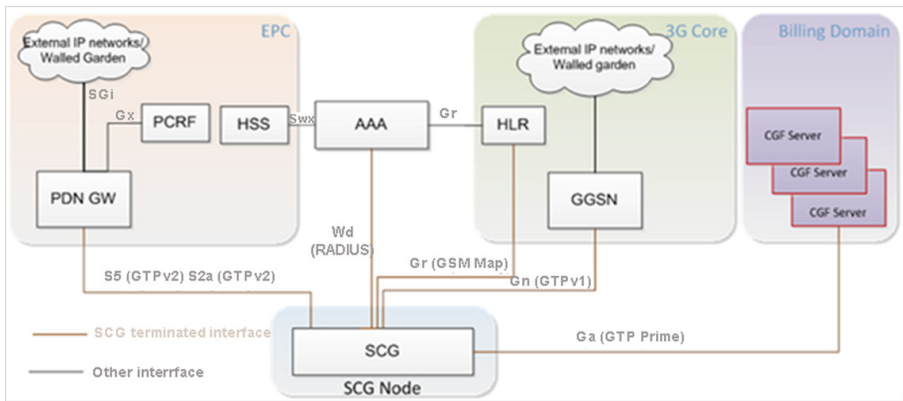 EPC
3G Core
Billing Domain
External IP networks/
Walled Garden
External IP networks/
Walled garden
SGi
Gx
PCRF
HSS
Swx
AAA
Gr
HLR
CGF Server
CGF Server
CGF Server
PDN GW
GGSN
Wd
(RADIUS)
Gr (GSM Map)
S5 (GTPv2) S2a (GTPv2)
Gn (GTPv1)
SCG terminated interface
Ga (GTP Prime)
SCG
Other interrface
SCG Node